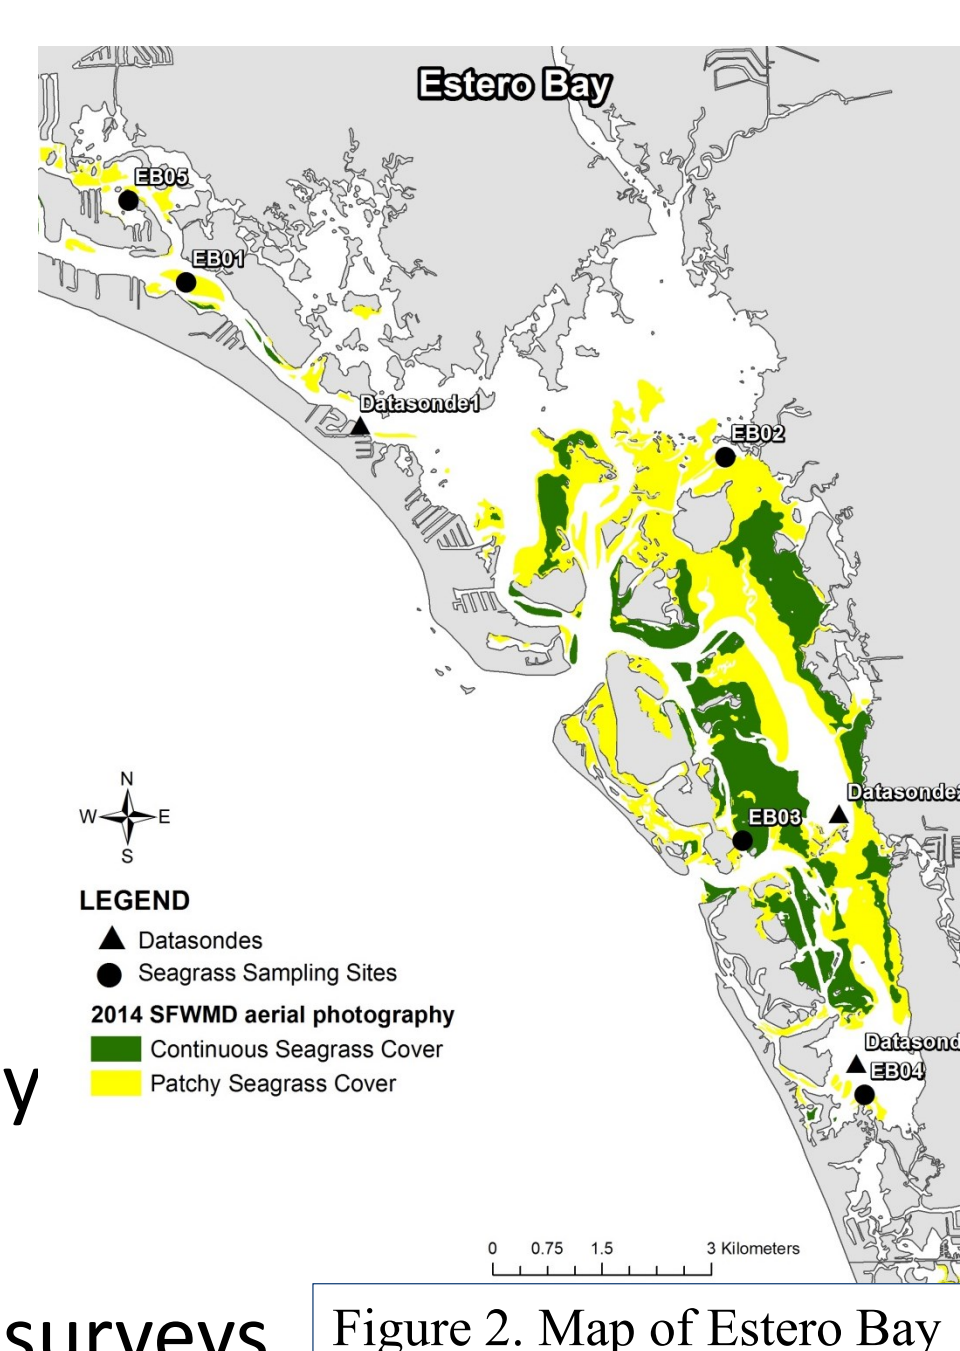 Estero Bay
EB05
EB01
Datasonde1
EB02
Datasonde
EB03
N
W E
S
LEGEND
Datasondes
Seagrass Sampling Sites
2014 SFWMD aerial photography
Continuous Seagrass Cover
Patchy Seagrass Cover
Datasond
EB04
y
0 0.75 1.5 3 Kilometers
surveys
Figure 2. Map of Estero Bay